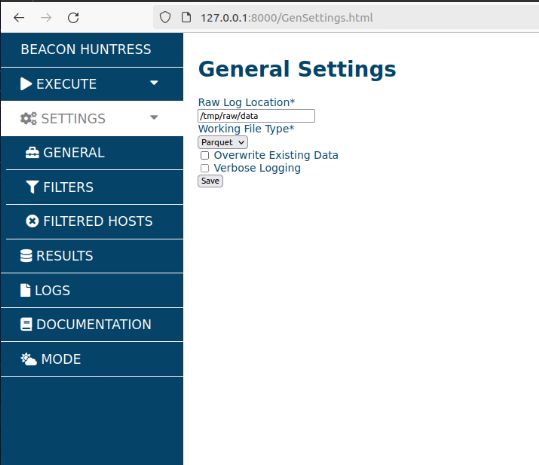 127.0.0.1:8000/GenSettings.html
BEACON HUNTRESS
EXECUTE
SETTINGS
GENERAL
FILTERS
FILTERED HOSTS
RESULTS
LOGS
DOCUMENTATION
MODE
General Settings
Raw Log Location*
/tmp/raw/data
Working File Type*
Parquet
Overwrite Existing Data
Verbose Logging
Save